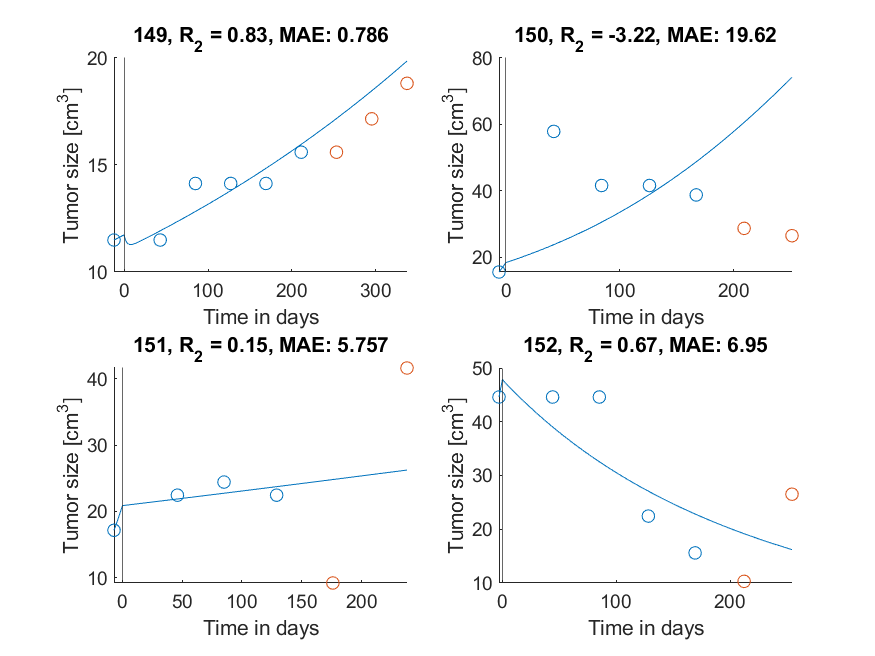 149, R2 = 0.83, MAE: 0.786
20
15
10
Tumor size [cm3]
0 100 200 300
Time in days
150, R2 = -3.22, MAE: 19.62
80
60
40
20
Tumor size [cm3]
0 100 200
Time in days
151, R2 = 0.15, MAE: 5.757
40
30
20
10
Tumor size [cm3]
0 50 100 150 200
Time in days
152, R2 = 0.67, MAE: 6.95
50
40
30
20
10
Tumor size [cm3]
0 100 200
Time in days